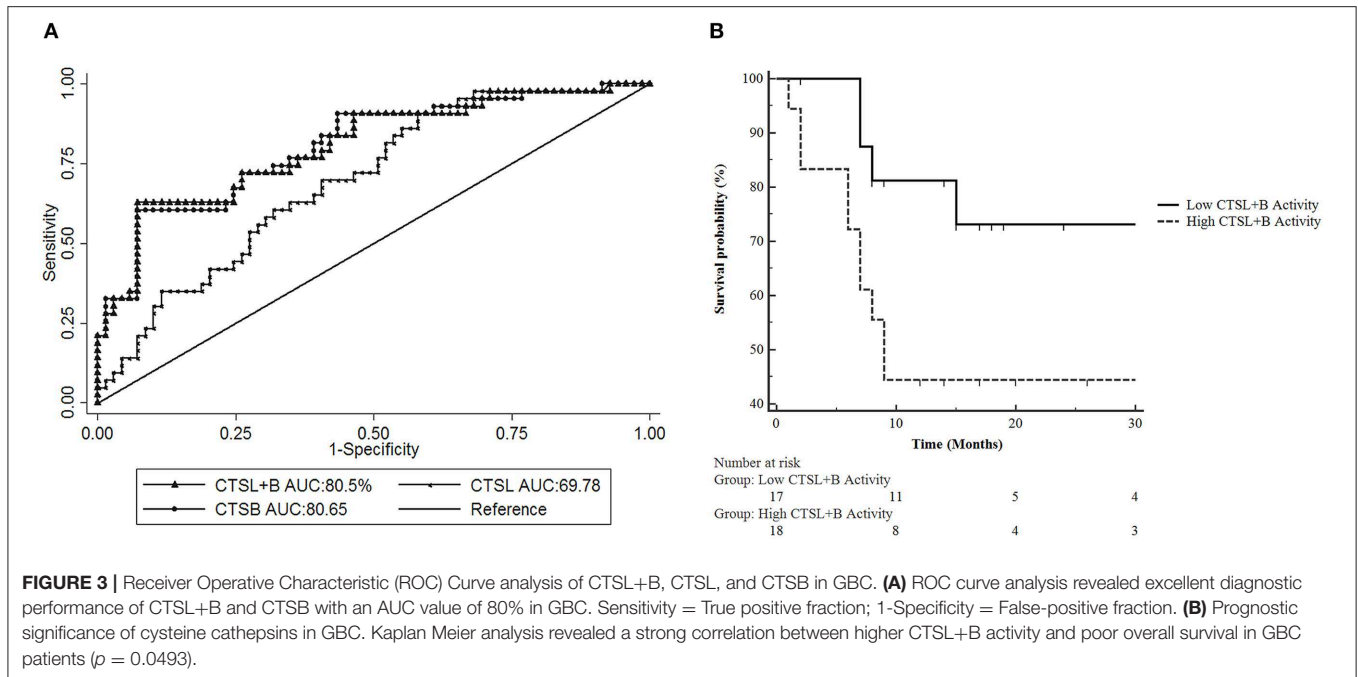 A
Sensitivity
1.00
0.75
0.50
0.25
0.00
0.00 0.25 0.50 0.75 1.00
1-Specificity
CTSL+B AUC:80.5% CTSL AUC:69.78
CTSB AUC:80.65 Reference
B
Survival probability (%)
100
90
80
70
60
50
40
0 10 20 30
Time (Months)
Low CTSL+B Activity
High CTSL+B Activity
Number at risk
Group: Low CTSL+B Activity
17 11 5 4
Group: High CTSL+B Activity
18 8 4 3
FIGURE 3 | Receiver Operative Characteristic (ROC) Curve analysis of CTSL+B, CTSL, and CTSB in GBC. (A) ROC curve analysis revealed excellent diagnostic
performance of CTSL+B and CTSB with an AUC value of 80% in GBC. Sensitivity = True positive fraction; 1-Specificity = False-positive fraction. (B) Prognostic
significance of cysteine cathepsins in GBC. Kaplan Meier analysis revealed a strong correlation between higher CTSL+B activity and poor overall survival in GBC
patients (p = 0.0493).